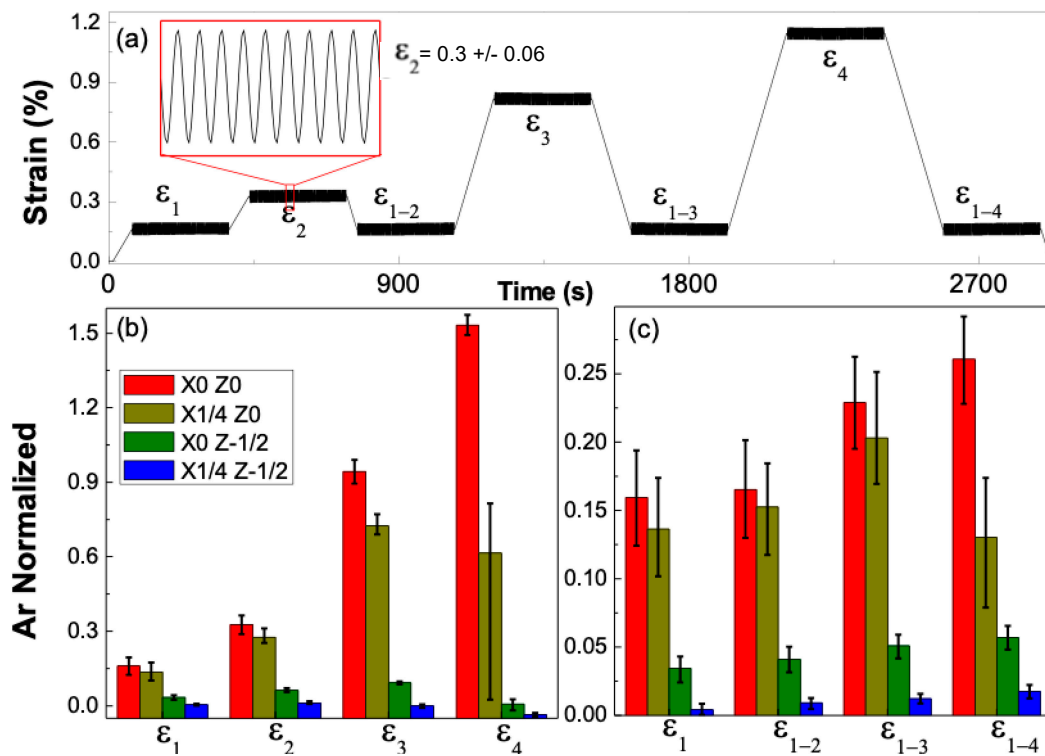 1.2
(a)
ε2 = 0.3 +/- 0.06
ε4
0.9
Strain (%)
ε3
0.6
0.3
ε1
ε2
ε1–2
ε1–3
ε1–4
0.0
0
900
1800
2700
Time (s)
(b)
1.5
X0 Z0
X1/4 Z0
X0 Z-1/2
X1/4 Z-1/2
1.2
0.9
0.6
0.3
0.0
Ar Normalized
ε1
ε2
ε3
ε4
(c)
0.25
0.20
0.15
0.10
0.05
0.00
ε1
ε1–2
ε1–3
ε1–4